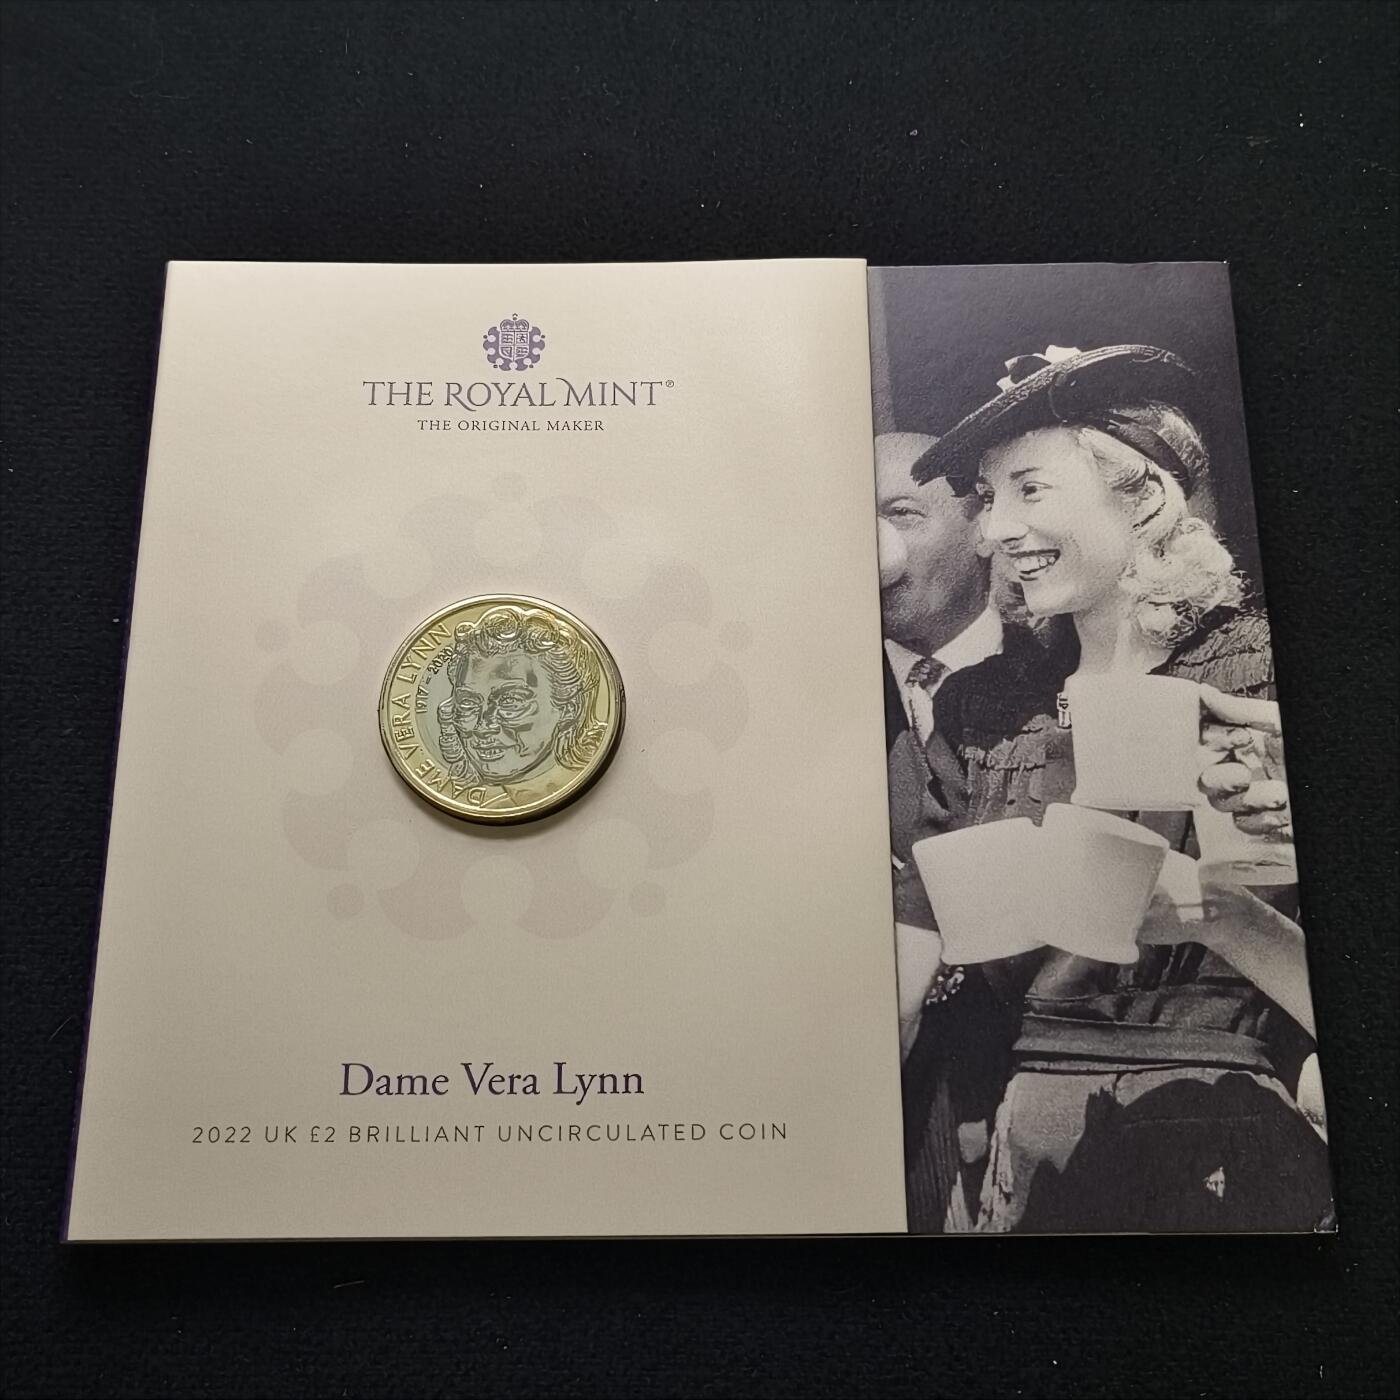 THE ROYAL MINT®
THE ORIGINAL MAKER
DAME VERA LYNN
1917 – 2020
Dame Vera Lynn
2022 UK £2 BRILLIANT UNCIRCULATED COIN